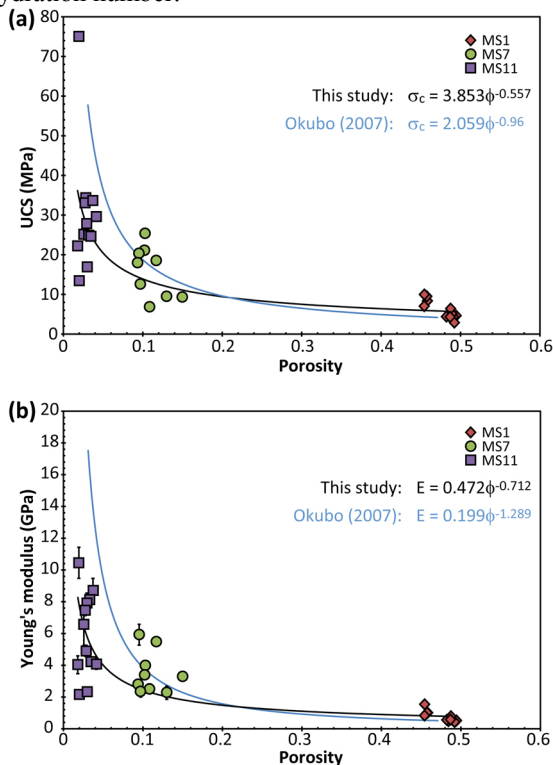 number.
(a)
80
70
60
50
40
30
20
10
0
UCS (MPa)
MS1
MS7
MS11
This study: σc = 3.853ϕ-0.557
Okubo (2007): σc = 2.059ϕ-0.96
0 0.1 0.2 0.3 0.4 0.5 0.6
Porosity
(b)
20
18
16
14
12
10
8
6
4
2
0
Young's modulus (GPa)
MS1
MS7
MS11
This study: E = 0.472ϕ-0.712
Okubo (2007): E = 0.199ϕ-1.289
0 0.1 0.2 0.3 0.4 0.5 0.6
Porosity